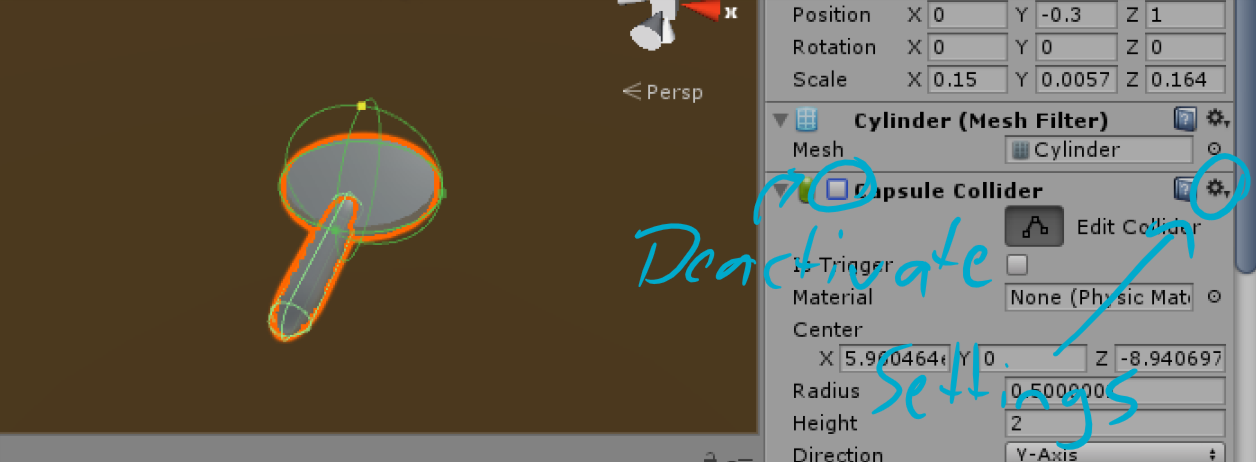 x
Persp
Position X 0 Y -0.3 Z 1
Rotation X 0 Y 0 Z 0
Scale X 0.15 Y 0.0057 Z 0.164
Cylinder (Mesh Filter)
Mesh Cylinder
Capsule Collider
Edit Collider
Deactivate
Is Trigger
Material None (Physic Mat
Center
X 5.960464e Y 0 Z -8.940697
Settings
Radius 0.500000
Height 2
Direction Y-Axis